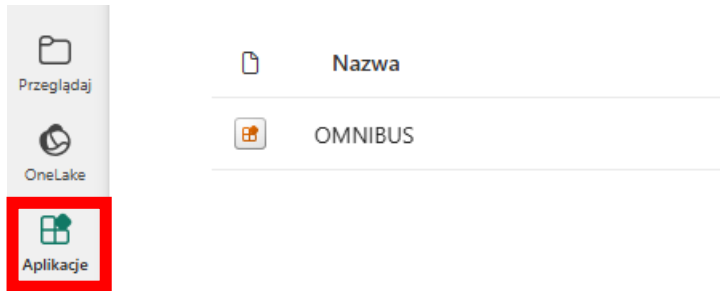 Przeglądaj
OneLake
Aplikacje
Nazwa
OMNIBUS